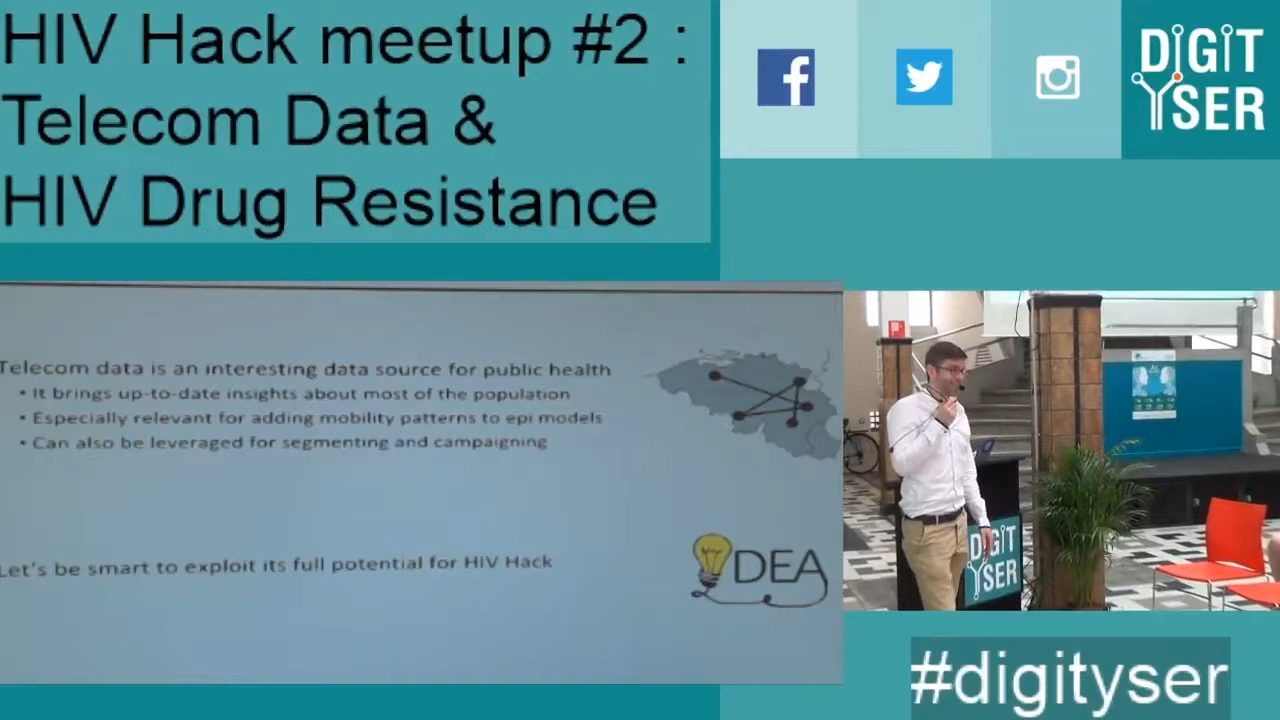 HIV Hack meetup #2 :
Telecom Data &
HIV Drug Resistance
DIGIT
YSER
Telecom data is an interesting data source for public health
• It brings up-to-date insights about most of the population
• Especially relevant for adding mobility patterns to epi models
• Can also be leveraged for segmenting and campaigning
Let's be smart to exploit its full potential for HIV Hack
IDEA
DIGIT
YSER
#digityser